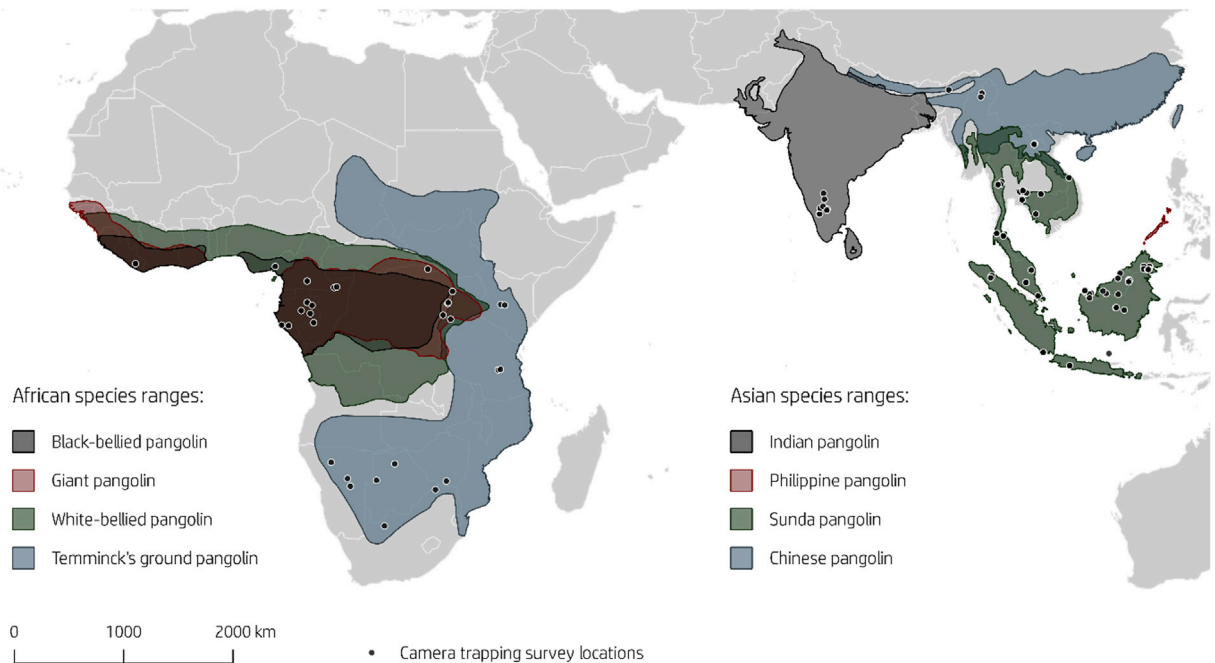 African species ranges:
Black-bellied pangolin
Giant pangolin
White-bellied pangolin
Temminck's ground pangolin
Asian species ranges:
Indian pangolin
Philippine pangolin
Sunda pangolin
Chinese pangolin
0 1000 2000 km
Camera trapping survey locations